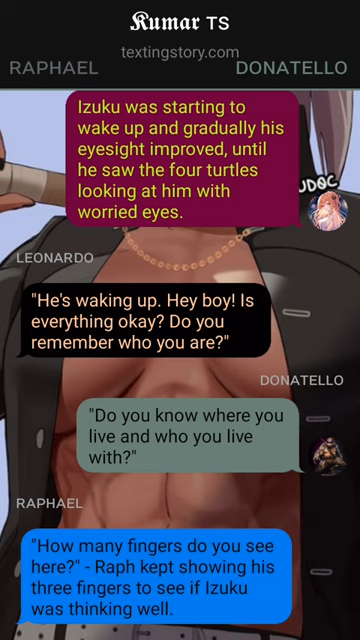 𝕶𝖚𝖒𝖆𝖗 TS
textingstory.com
RAPHAEL DONATELLO
Izuku was starting to
wake up and gradually his
eyesight improved, until
he saw the four turtles
looking at him with
worried eyes.
LEONARDO
"He's waking up. Hey boy! Is
everything okay? Do you
remember who you are?"
DONATELLO
"Do you know where you
live and who you live
with?"
RAPHAEL
"How many fingers do you see
here?" - Raph kept showing his
three fingers to see if Izuku
was thinking well.